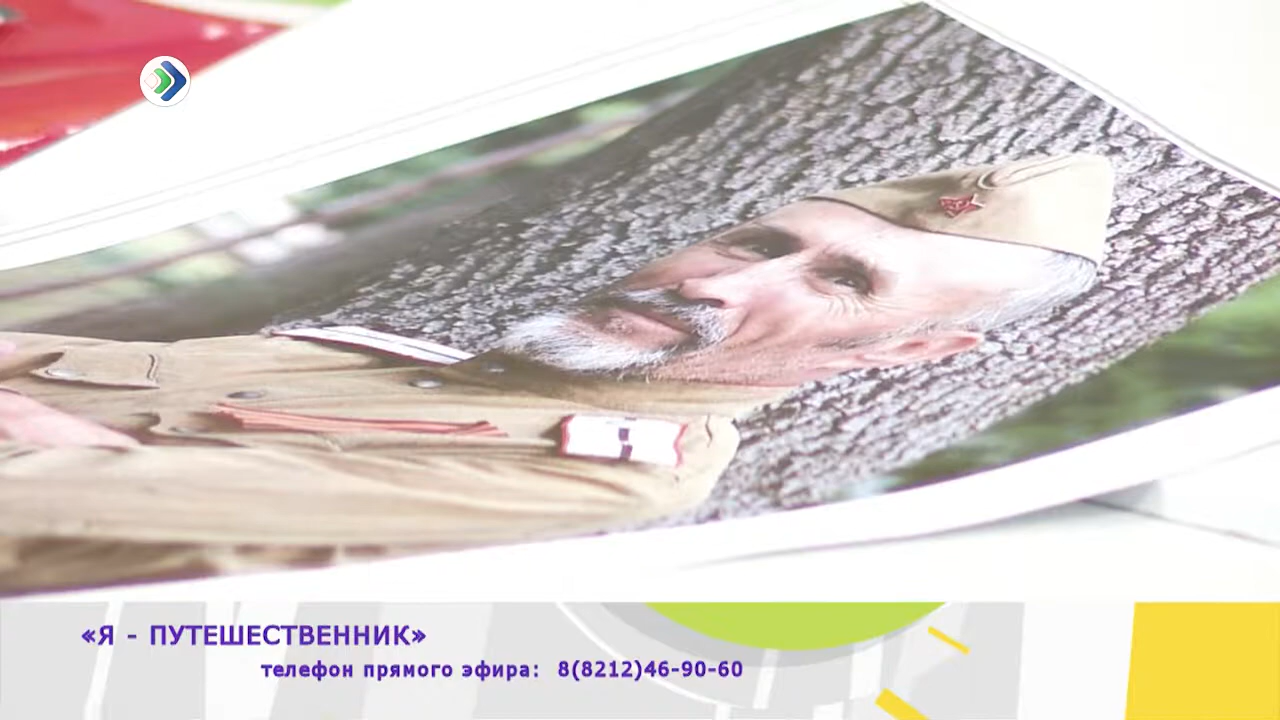 «Я - ПУТЕШЕСТВЕННИК»
телефон прямого эфира: 8(8212)46-90-60